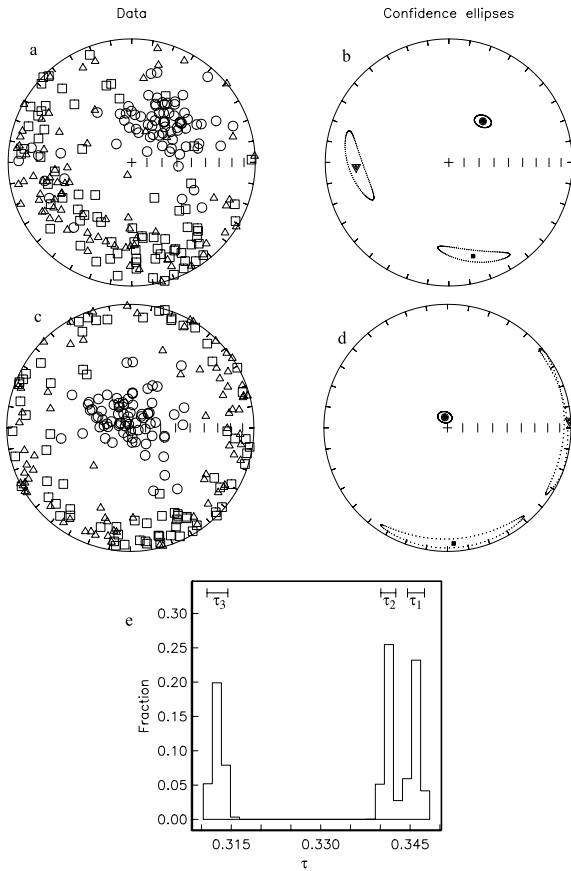 Data
Confidence ellipses
a
b
c
d
e
τ3
τ2
τ1
0.30
0.25
0.20
0.15
0.10
0.05
0.00
Fraction
0.315
0.330
0.345
τ